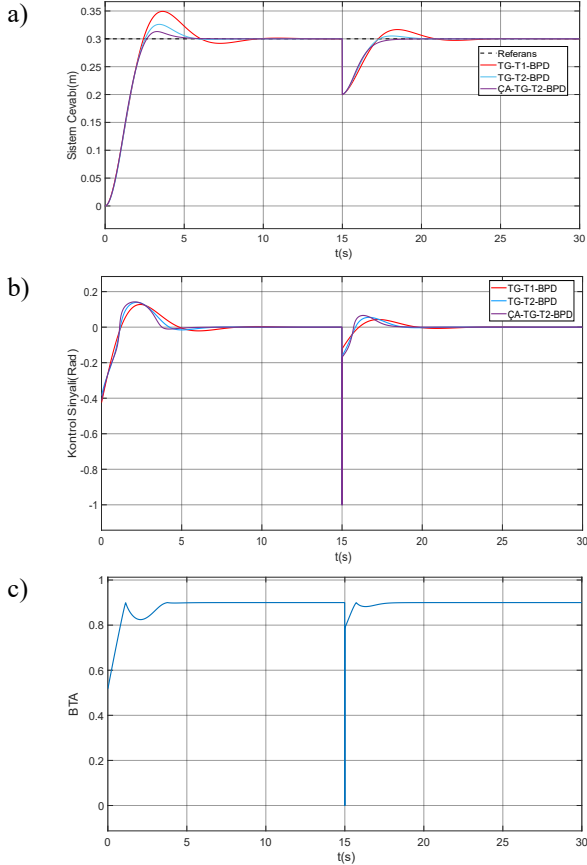 a)
Sistem Cevabı(m)
0.35
0.3
0.25
0.2
0.15
0.1
0.05
0
Referans
TG-T1-BPD
TG-T2-BPD
ÇA-TG-T2-BPD
0 5 10 15 20 25 30
t(s)
b)
Kontrol Sinyali(Rad)
0.2
0
-0.2
-0.4
-0.6
-0.8
-1
TG-T1-BPD
TG-T2-BPD
ÇA-TG-T2-BPD
0 5 10 15 20 25 30
t(s)
c)
BTA
1
0.8
0.6
0.4
0.2
0
0 5 10 15 20 25 30
t(s)